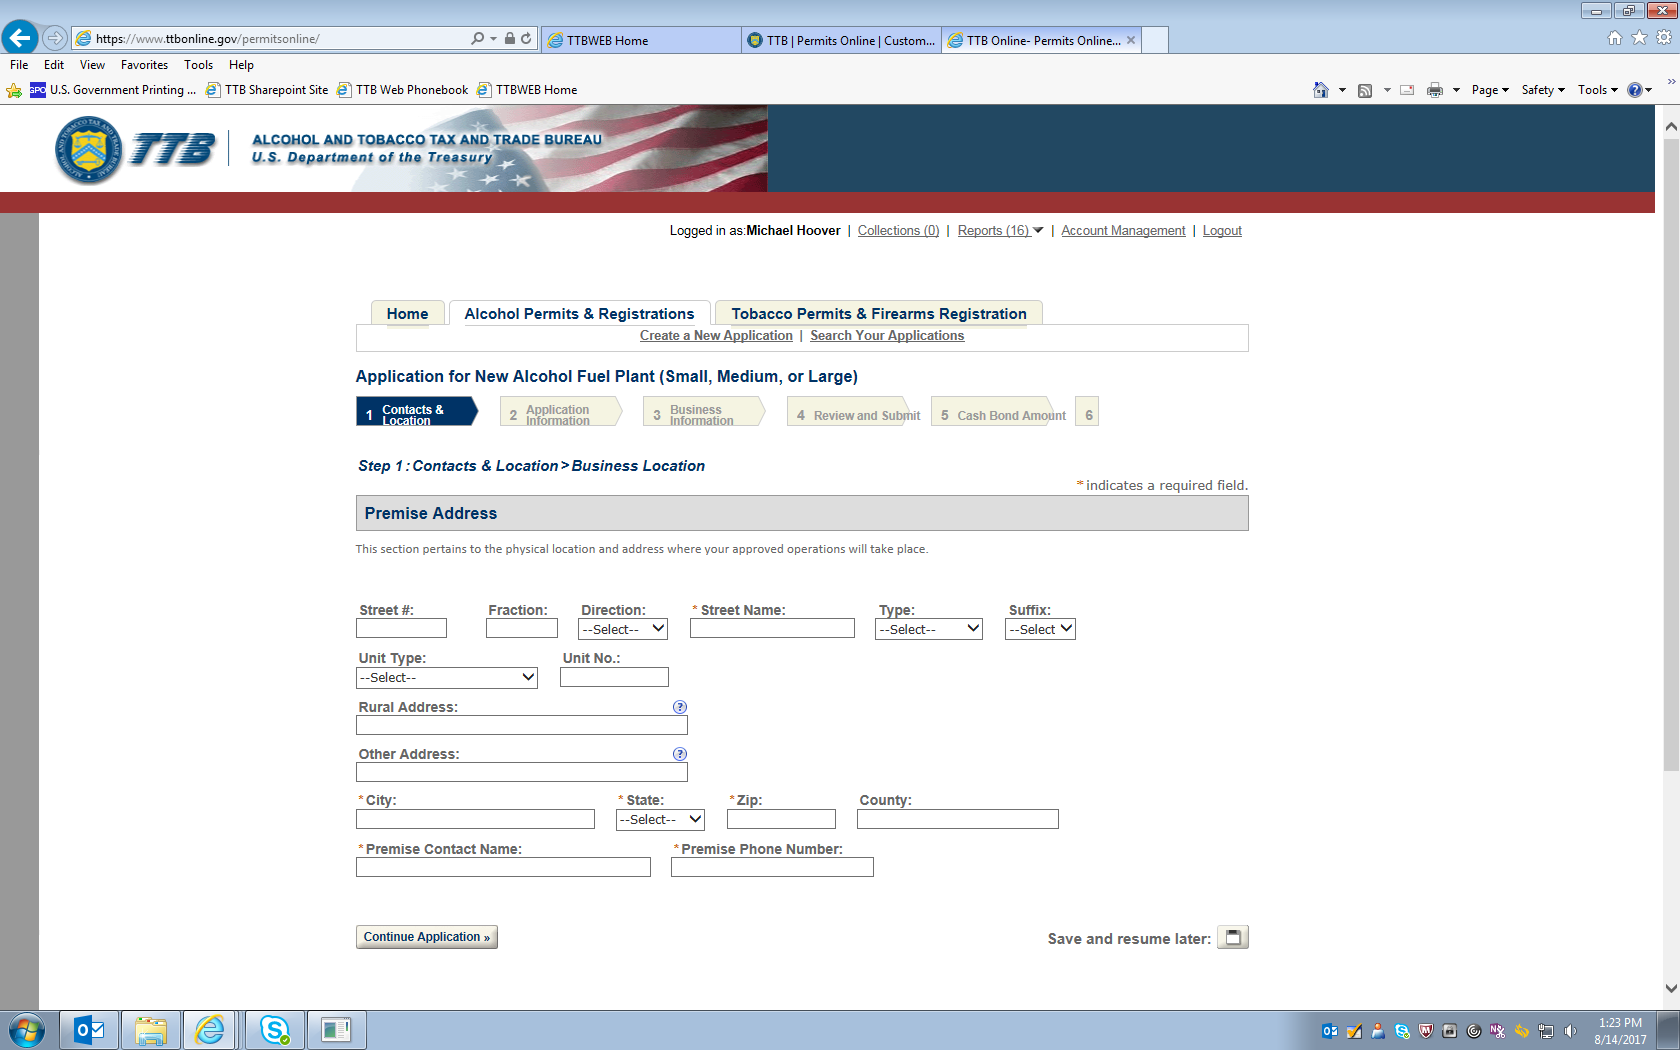 https://www.ttbonline.gov/permitsonline/
TTBWEB Home
TTB | Permits Online | Custom...
TTB Online- Permits Online...
File Edit View Favorites Tools Help
GPO U.S. Government Printing ... TTB Sharepoint Site TTB Web Phonebook TTBWEB Home
Page Safety Tools
TTB
ALCOHOL AND TOBACCO TAX AND TRADE BUREAU
U.S. Department of the Treasury
Logged in as:Michael Hoover | Collections (0) | Reports (16) | Account Management | Logout
Home Alcohol Permits & Registrations Tobacco Permits & Firearms Registration
Create a New Application | Search Your Applications
Application for New Alcohol Fuel Plant (Small, Medium, or Large)
1 Contacts & Location
2 Application Information
3 Business Information
4 Review and Submit
5 Cash Bond Amount
6
Step 1 : Contacts & Location > Business Location
* indicates a required field.
Premise Address
This section pertains to the physical location and address where your approved operations will take place.
Street #: Fraction: Direction: * Street Name: Type: Suffix:
--Select-- --Select-- --Select
Unit Type: Unit No.:
--Select--
Rural Address: ?
Other Address: ?
* City: * State: * Zip: County:
--Select--
* Premise Contact Name: * Premise Phone Number:
Continue Application »
Save and resume later:
1:23 PM
8/14/2017